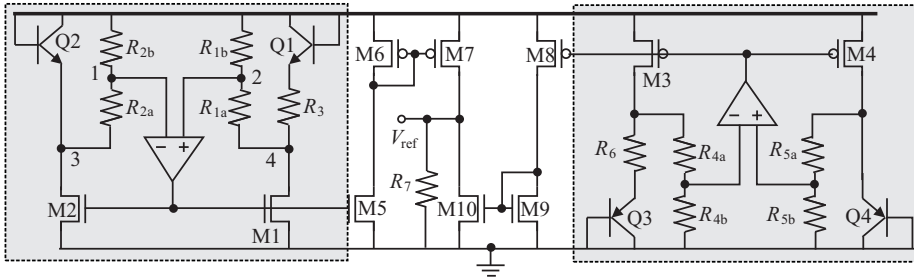 Q2 R2b R1b Q1 M6 M7 M8 M3 M4
1 2
R2a R1a R3 Vref R6 R4a R5a
− + − +
3 4 R7
M2 M1 M5 M10 M9 Q3 R4b R5b Q4